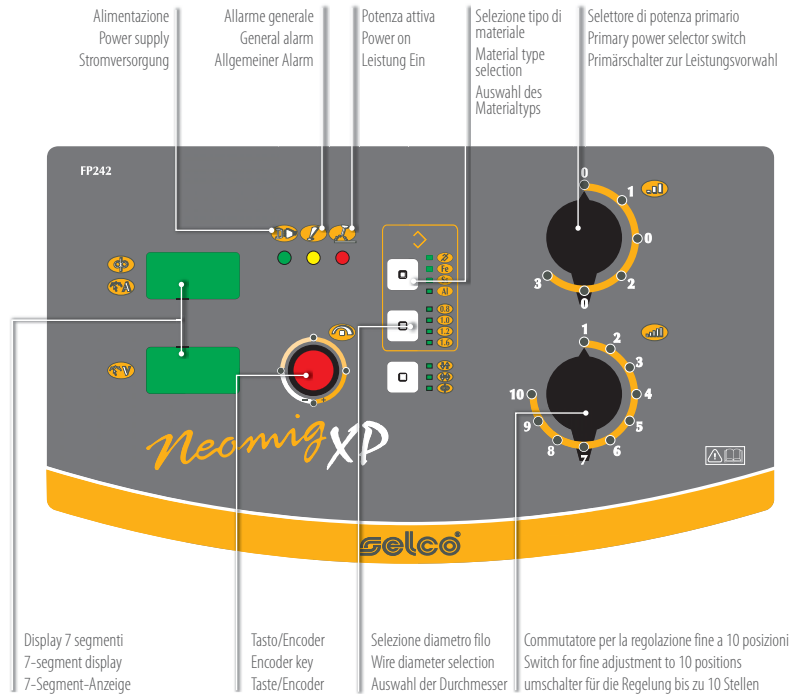 Alimentazione
Power supply
Stromversorgung
Allarme generale
General alarm
Allgemeiner Alarm
Potenza attiva
Power on
Leistung Ein
Selezione tipo di
materiale
Material type
selection
Auswahl des
Materialtyps
Selettore di potenza primario
Primary power selector switch
Primärschalter zur Leistungsvorwahl
FP242
0
1
0
2
0
3
A
V
Fe
Al
0.8
1.0
1.2
1.6
- +
1
2
3
4
5
6
7
8
9
10
Neomig XP
selco
Display 7 segmenti
7-segment display
7-Segment-Anzeige
Tasto/Encoder
Encoder key
Taste/Encoder
Selezione diametro filo
Wire diameter selection
Auswahl der Durchmesser
Commutatore per la regolazione fine a 10 posizioni
Switch for fine adjustment to 10 positions
umschalter für die Regelung bis zu 10 Stellen